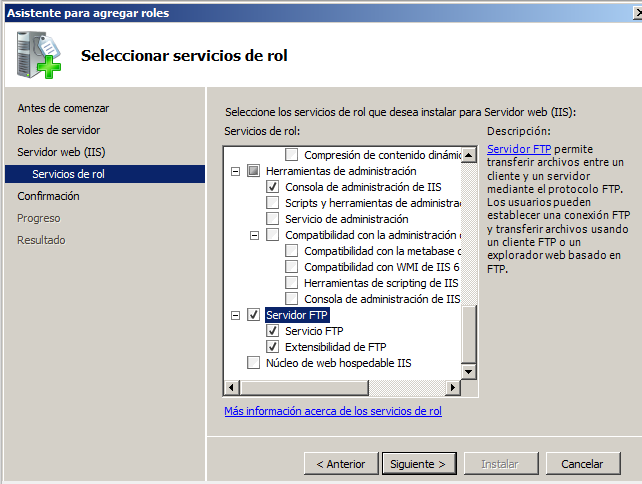 Asistente para agregar roles
Seleccionar servicios de rol
Antes de comenzar
Roles de servidor
Servidor web (IIS)
Servicios de rol
Confirmación
Progreso
Resultado
Seleccione los servicios de rol que desea instalar para Servidor web (IIS):
Servicios de rol:
Compresión de contenido dinámic
Herramientas de administración
Consola de administración de IIS
Scripts y herramientas de administra
Servicio de administración
Compatibilidad con la administración
Compatibilidad con la metabase
Compatibilidad con WMI de IIS 6
Herramientas de scripting de IIS
Consola de administración de IIS
Servidor FTP
Servicio FTP
Extensibilidad de FTP
Núcleo de web hospedable IIS
Más información acerca de los servicios de rol
Descripción:
Servidor FTP permite
transferir archivos entre un
cliente y un servidor
mediante el protocolo FTP.
Los usuarios pueden
establecer una conexión FTP
y transferir archivos usando
un cliente FTP o un
explorador web basado en
FTP.
< Anterior
Siguiente >
Instalar
Cancelar